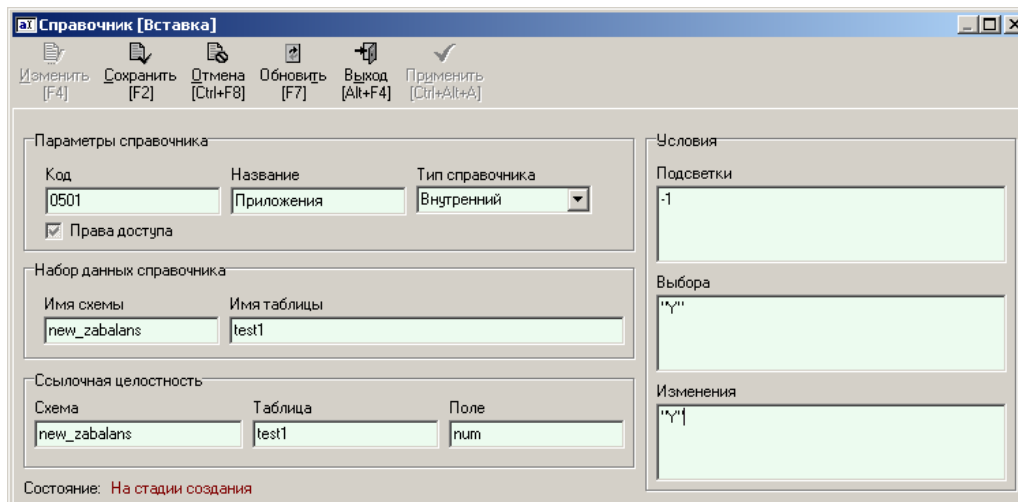 Справочник [Вставка]
Изменить Сохранить Отмена Обновить Выход Применить
[F4] [F2] [Ctrl+F8] [F7] [Alt+F4] [Ctrl+Alt+A]
Параметры справочника
Код Название Тип справочника
0501 Приложения Внутренний
Права доступа
Набор данных справочника
Имя схемы Имя таблицы
new_zabalans test1
Ссылочная целостность
Схема Таблица Поле
new_zabalans test1 num
Состояние: На стадии создания
Условия
Подсветки
-1
Выбора
"Y"
Изменения
"Y"